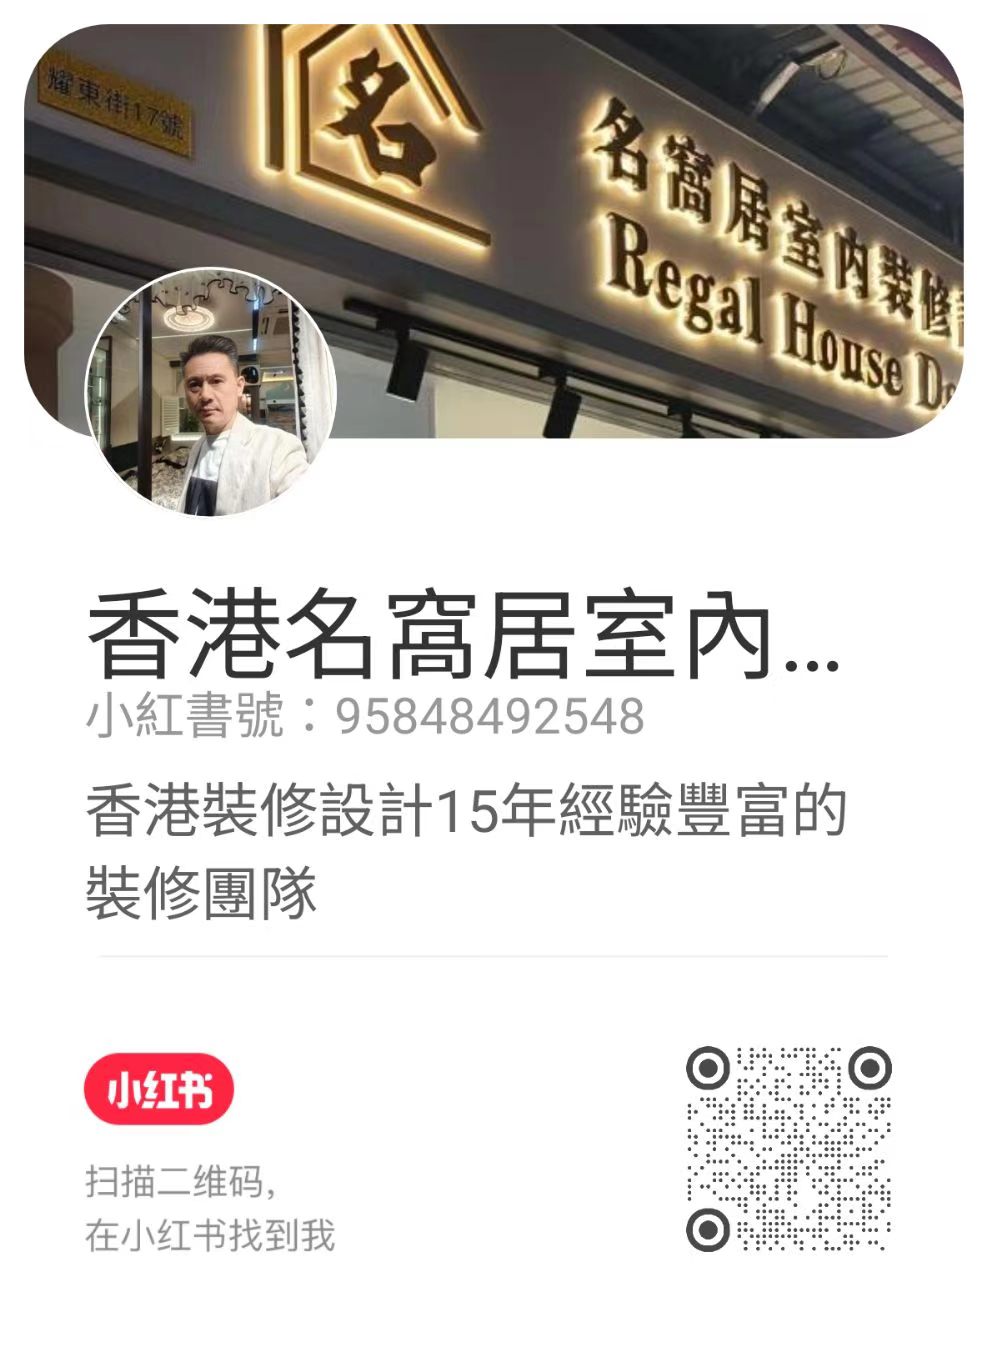 耀東街17號
名
名窩居室內裝修
Regal House De
香港名窩居室內...
小紅書號：95848492548
香港裝修設計15年經驗豐富的
裝修團隊
小红书
扫描二维码,
在小红书找到我